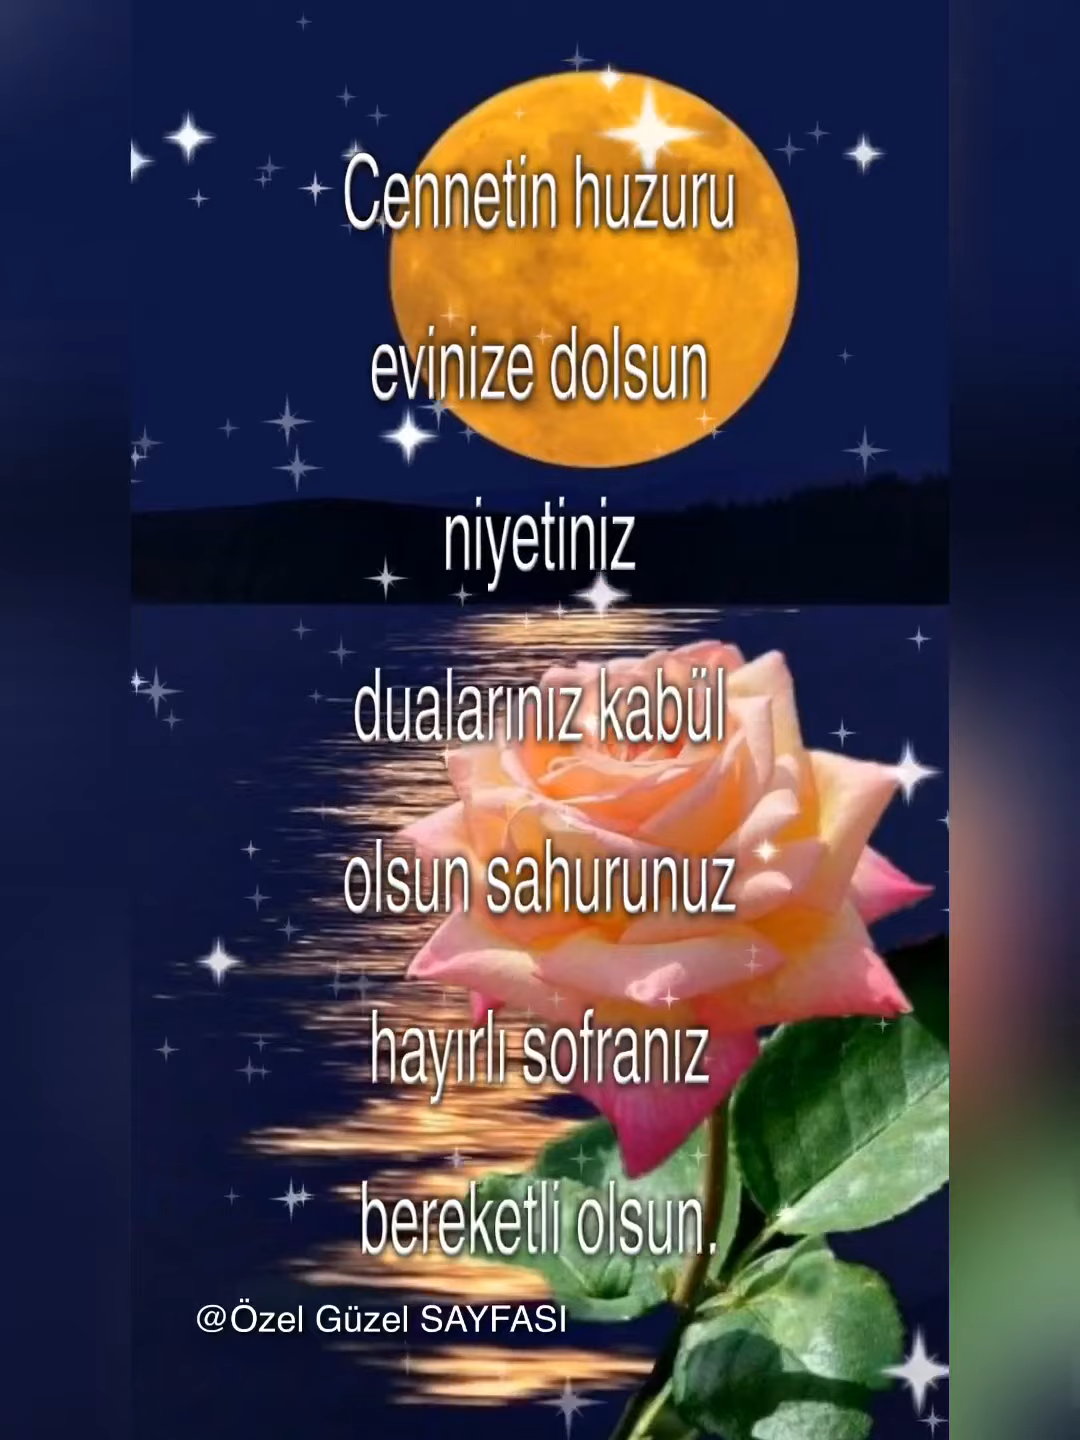 Cennetin huzuru
evinize dolsun
niyetiniz
dualarınız kabül
olsun sahurunuz
hayırlı sofranız
bereketli olsun.
@Özel Güzel SAYFASI